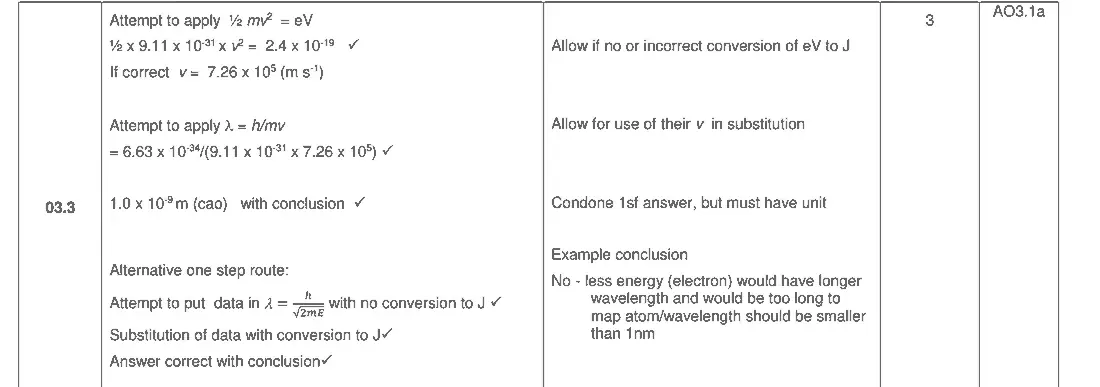 03.3
Attempt to apply ½ mv² = eV
½ x 9.11 x 10⁻³¹ x v² = 2.4 x 10⁻¹⁹ ✓
If correct v = 7.26 x 10⁵ (m s⁻¹)
Attempt to apply λ = h/mv
= 6.63 x 10⁻³⁴/(9.11 x 10⁻³¹ x 7.26 x 10⁵) ✓
1.0 x 10⁻⁹ m (cao) with conclusion ✓
Alternative one step route:
Attempt to put data in λ = h/√2mE with no conversion to J ✓
Substitution of data with conversion to J✓
Answer correct with conclusion✓
Allow if no or incorrect conversion of eV to J
Allow for use of their v in substitution
Condone 1sf answer, but must have unit
Example conclusion
No - less energy (electron) would have longer
wavelength and would be too long to
map atom/wavelength should be smaller
than 1nm
3
AO3.1a